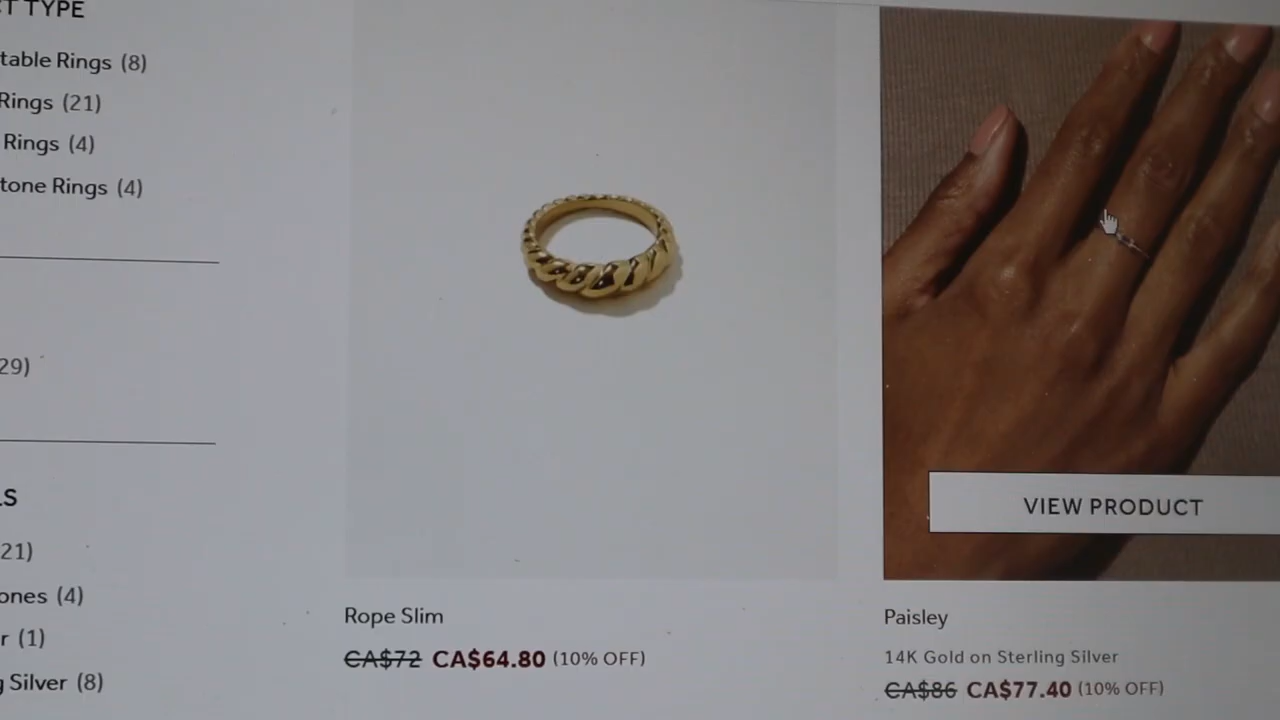 CT TYPE
table Rings (8)
Rings (21)
Rings (4)
tone Rings (4)
29)
LS
21)
ones (4)
r (1)
g Silver (8)
Rope Slim
CA$72 CA$64.80 (10% OFF)
VIEW PRODUCT
Paisley
14K Gold on Sterling Silver
CA$86 CA$77.40 (10% OFF)